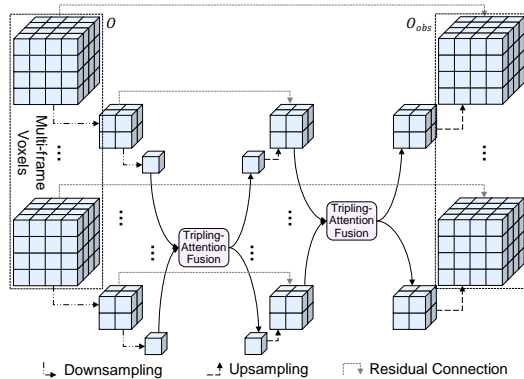 O
O_obs
Multi-frame
Voxels
Tripling-
Attention
Fusion
Tripling-
Attention
Fusion
Downsampling
Upsampling
Residual Connection